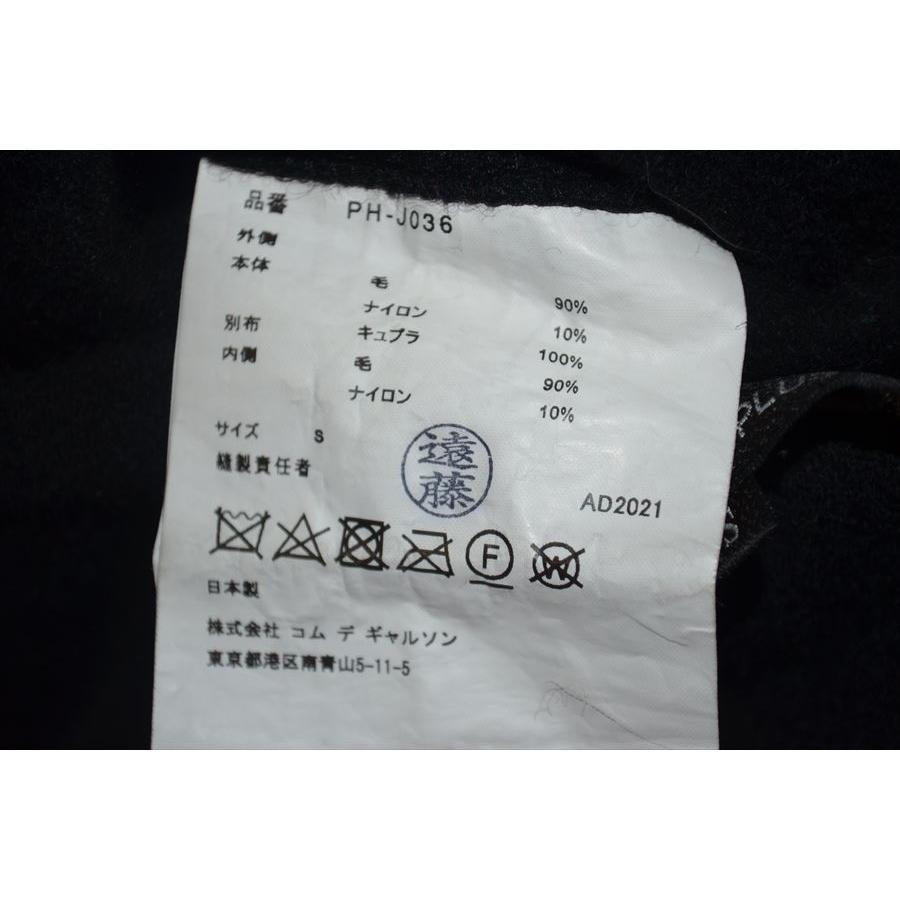 品番 PH-J036
外側
本体
毛 90%
ナイロン 10%
別布 キュプラ 100%
内側 毛 90%
ナイロン 10%
サイズ S
縫製責任者 遠藤
AD2021
F
W
日本製
株式会社 コム デ ギャルソン
東京都港区南青山5-11-5